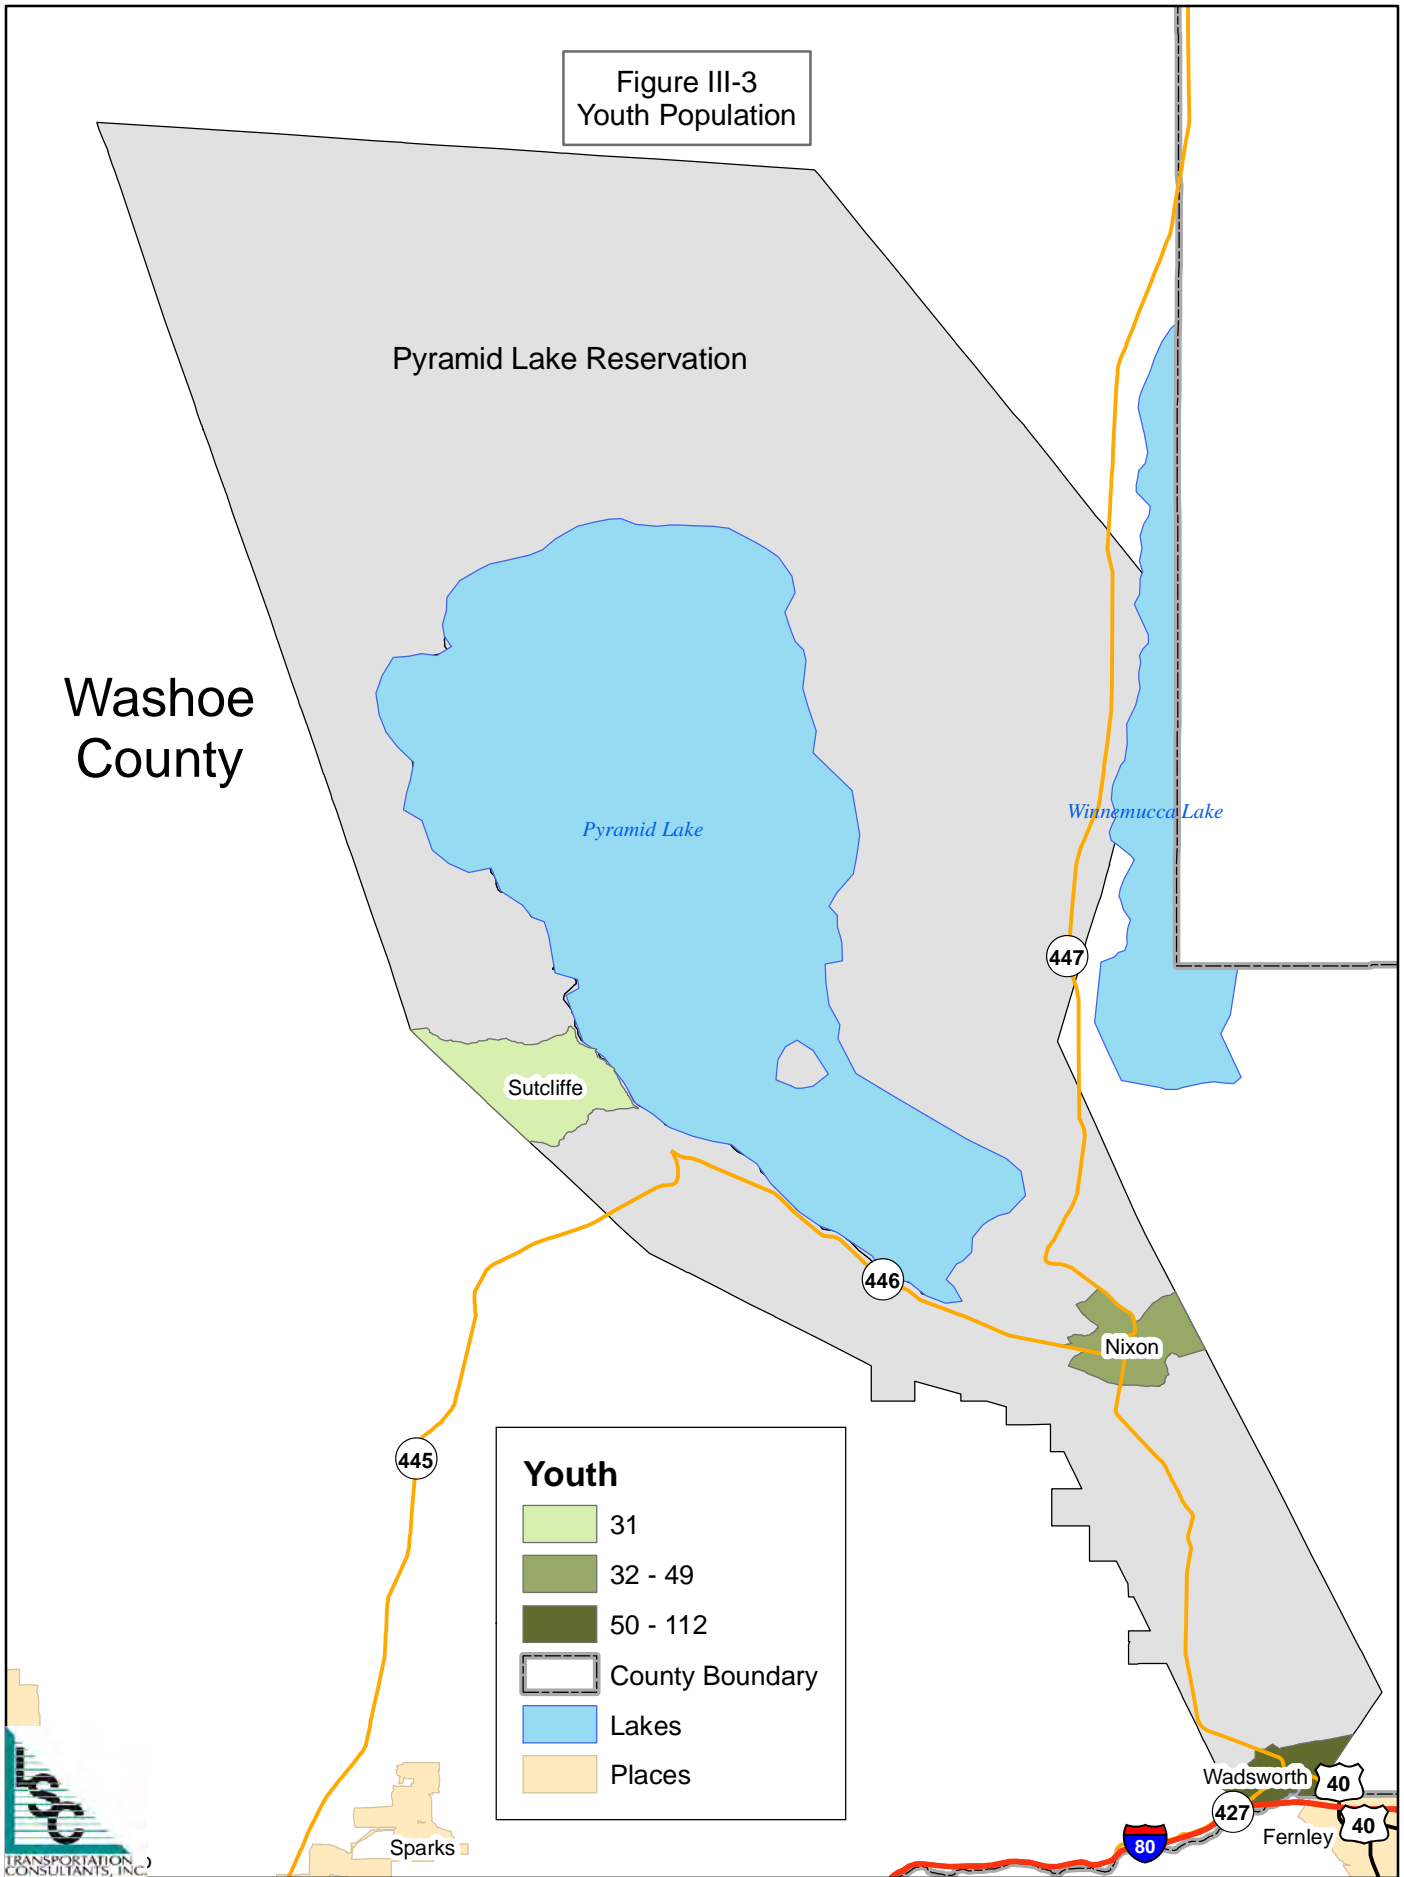 Figure III-3
Youth Population
Pyramid Lake Reservation
Washoe
County
Pyramid Lake
Winnemucca Lake
447
Sutcliffe
446
Nixon
445
Youth
31
32 - 49
50 - 112
County Boundary
Lakes
Places
Wadsworth
40
427
40
Fernley
80
Sparks
LSC
TRANSPORTATION
CONSULTANTS, INC.